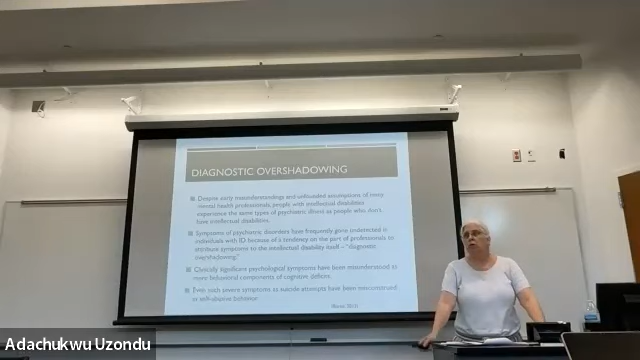 DIAGNOSTIC OVERSHADOWING
Despite early misunderstandings and unfounded assumptions of many
mental health professionals, people with intellectual disabilities
experience the same types of psychiatric illness as people who don't
have intellectual disabilities.
Symptoms of psychiatric disorders have frequently gone undetected in
individuals with ID because of a tendency on the part of professionals to
attribute symptoms to the intellectual disability itself – "diagnostic
overshadowing."
Clinically significant psychological symptoms have been misunderstood as
mere behavioral components of cognitive deficits.
Even such severe symptoms as suicide attempts have been misconstrued
as self-abusive behavior.
Adachukwu Uzondu